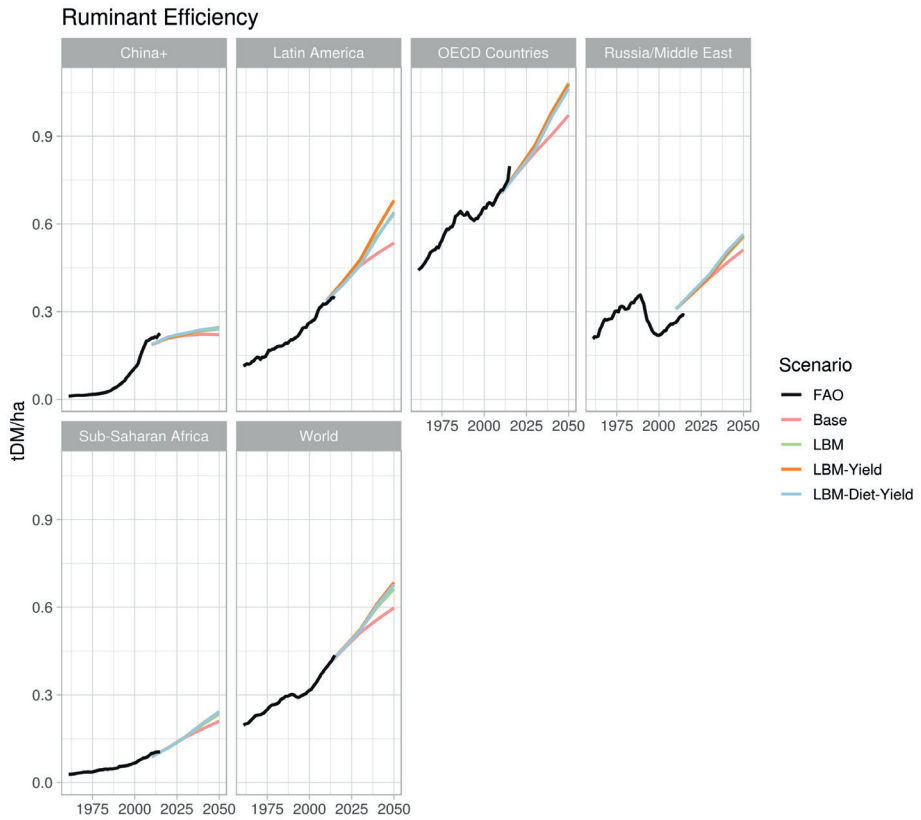 Ruminant Efficiency
China+
Latin America
OECD Countries
Russia/Middle East
0.9
0.6
0.3
0.0
1975 2000 2025 2050
1975 2000 2025 2050
tDM/ha
Sub-Saharan Africa
World
0.9
0.6
0.3
0.0
1975 2000 2025 2050
1975 2000 2025 2050
Scenario
FAO
Base
LBM
LBM-Yield
LBM-Diet-Yield